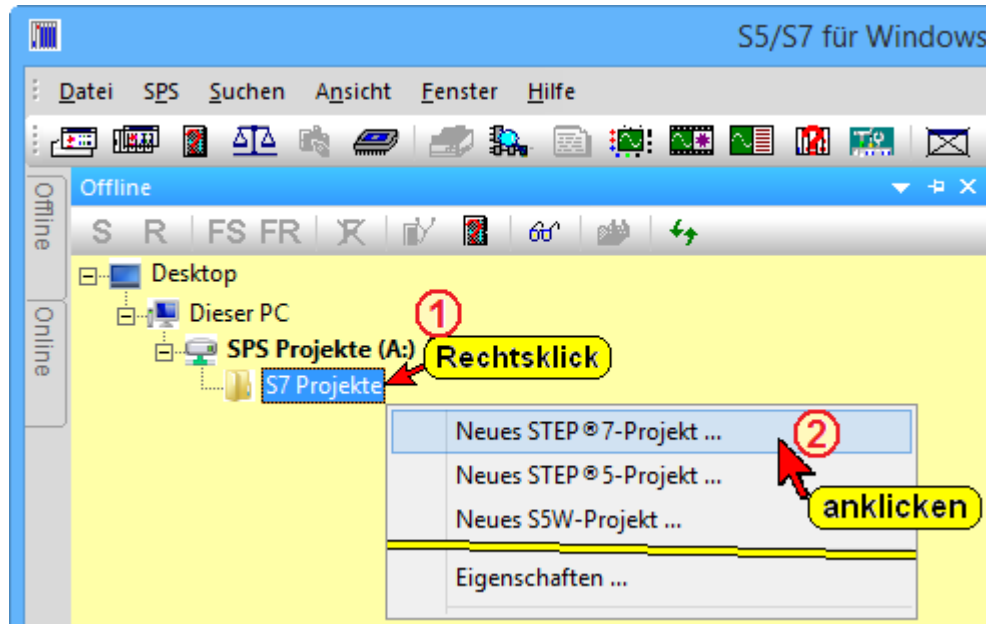 S5/S7 für Windows
Datei SPS Suchen Ansicht Fenster Hilfe
Offline
Offline
S R FS FR
Desktop
Dieser PC
1
Online
SPS Projekte (A:)
Rechtsklick
S7 Projekte
Neues STEP®7-Projekt ...
2
Neues STEP®5-Projekt ...
anklicken
Neues S5W-Projekt ...
Eigenschaften ...